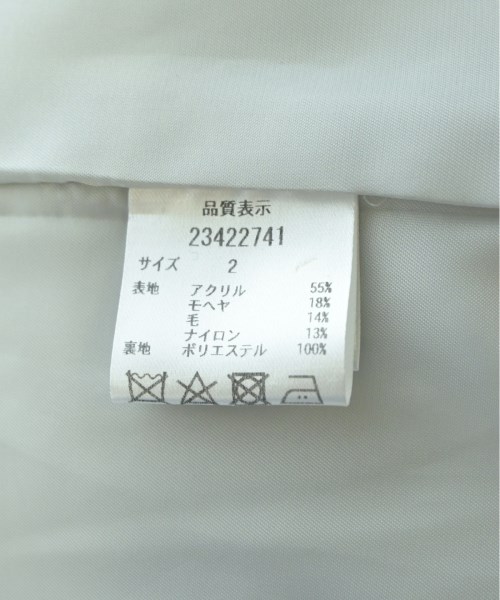 品質表示
23422741
サイズ 2
表地 アクリル 55%
モヘヤ 18%
毛 14%
ナイロン 13%
裏地 ポリエステル 100%